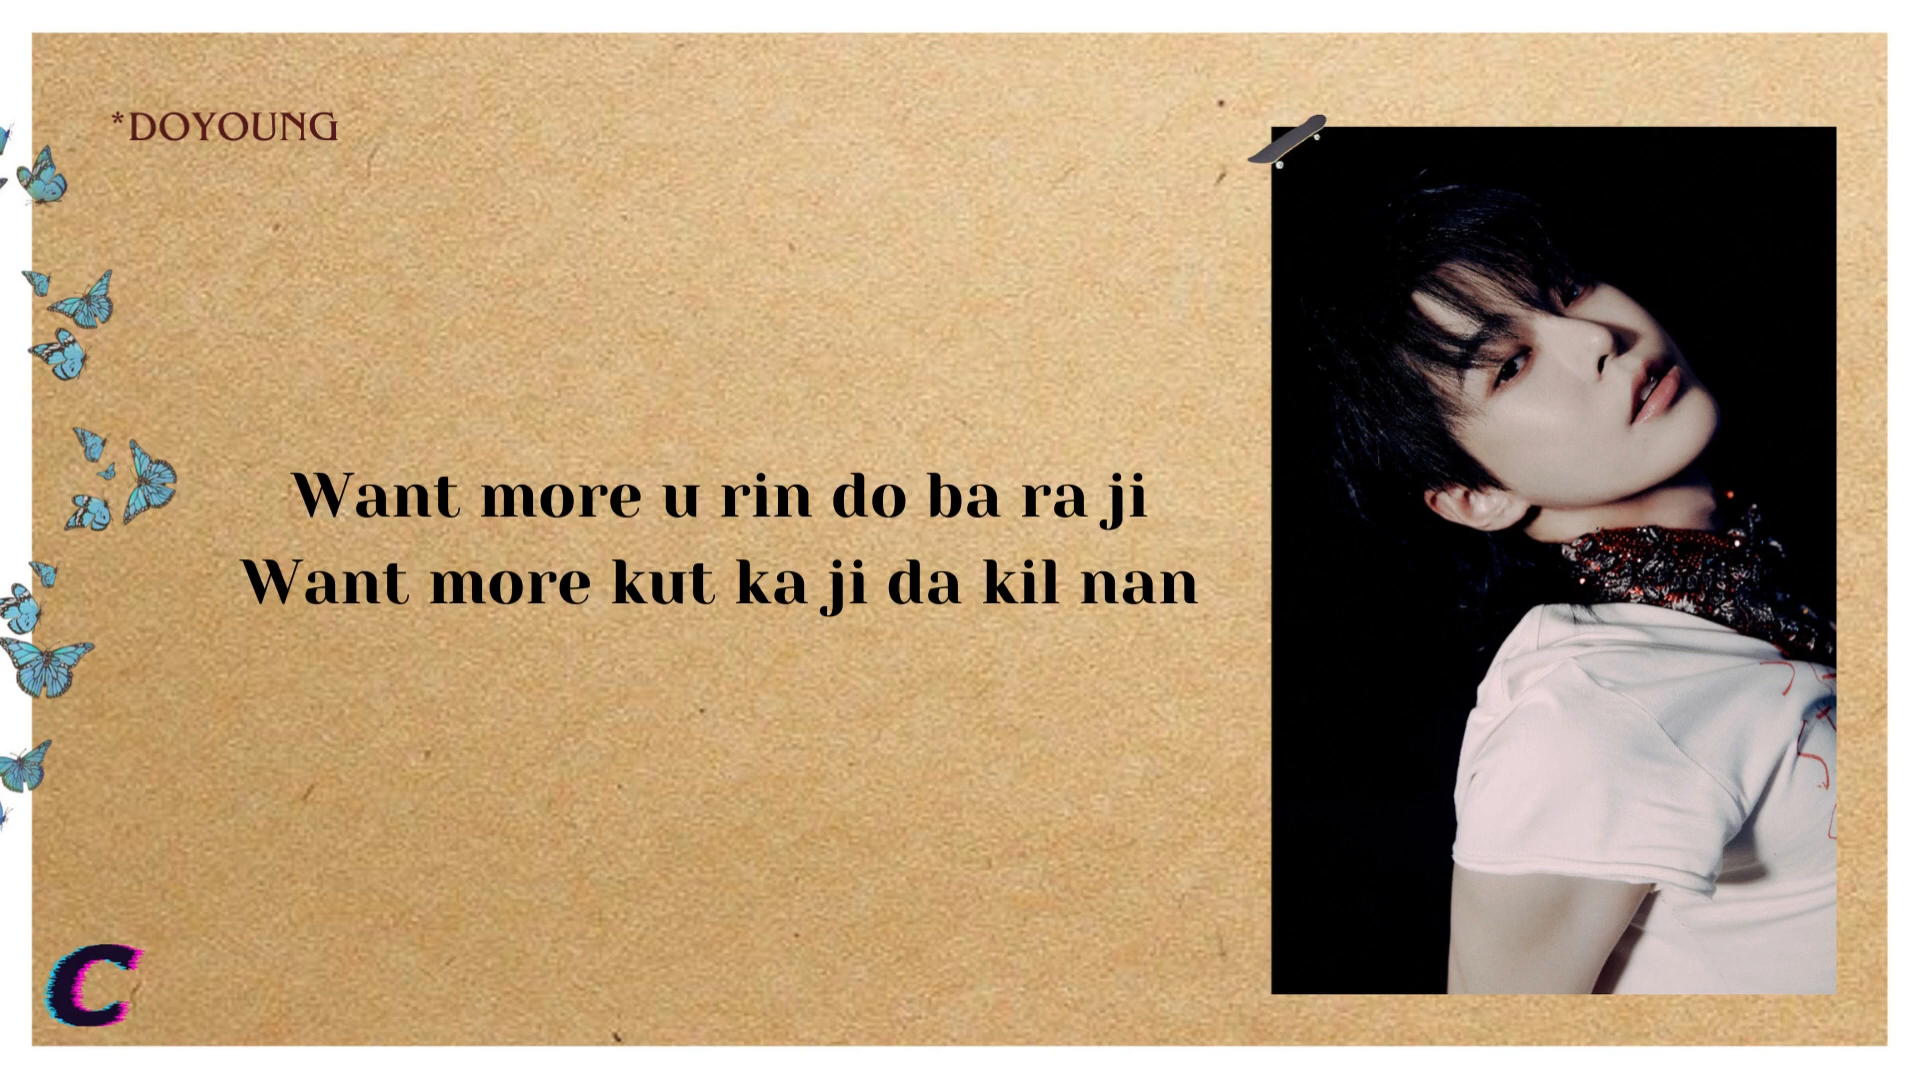 *DOYOUNG
Want more u rin do ba ra ji
Want more kut ka ji da kil nan
C